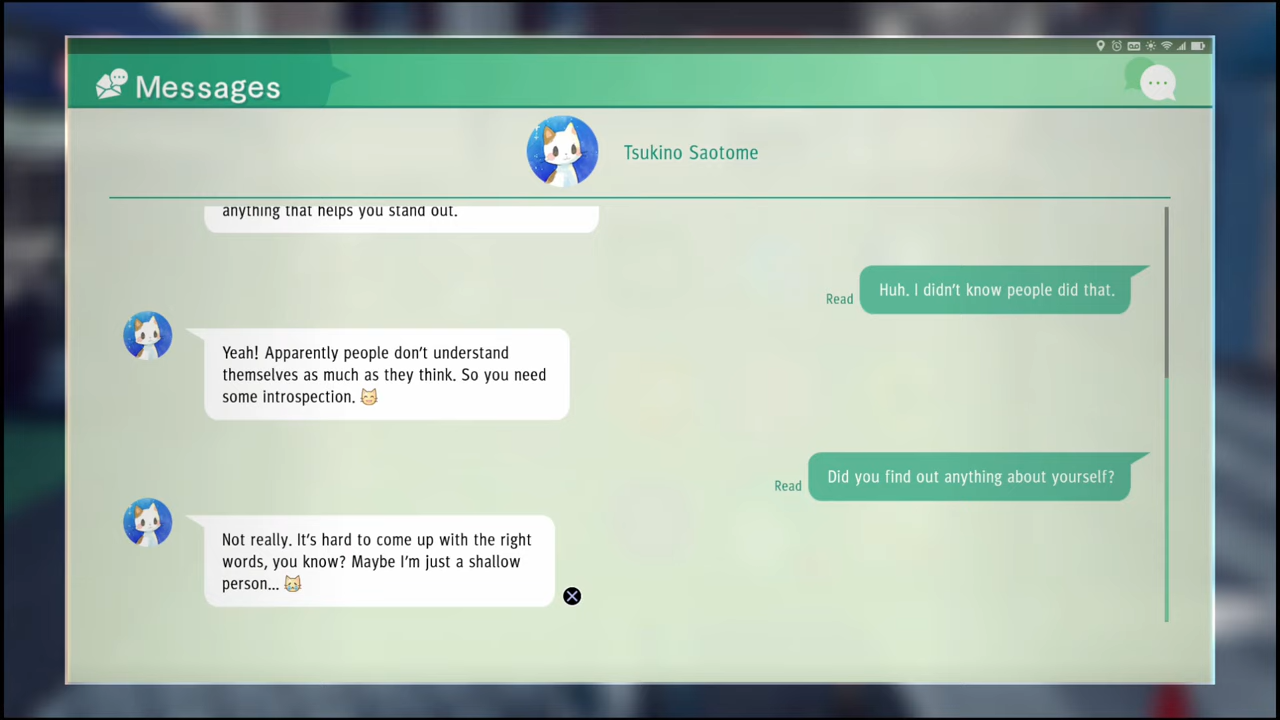 Messages
Tsukino Saotome
anything that helps you stand out.
Huh. I didn't know people did that.
Read
Yeah! Apparently people don't understand
themselves as much as they think. So you need
some introspection. 😸
Did you find out anything about yourself?
Read
Not really. It's hard to come up with the right
words, you know? Maybe I'm just a shallow
person... 😿